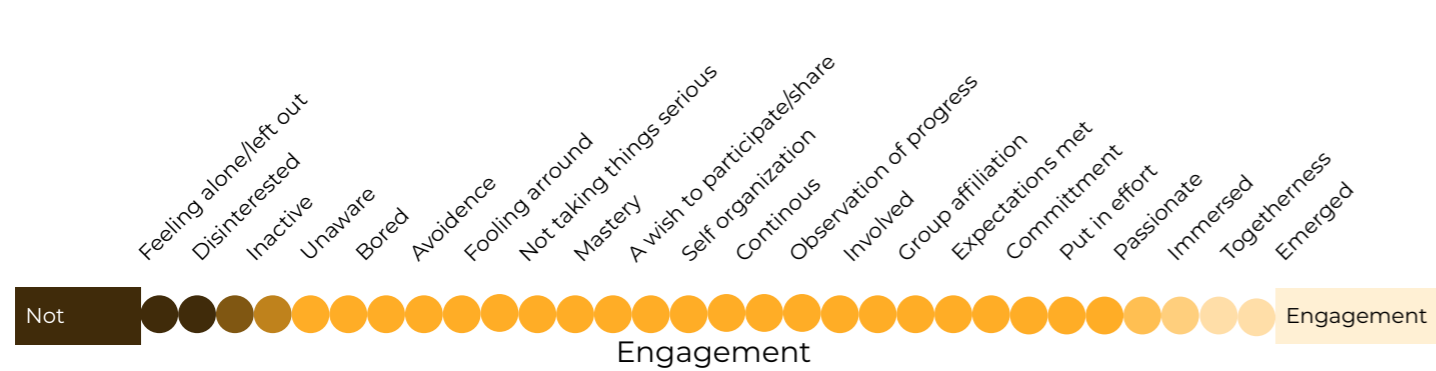 Feeling alone/left out
Disinterested
Inactive
Unaware
Bored
Avoidence
Fooling arround
Not taking things serious
Mastery
A wish to participate/share
Self organization
Continous
Observation of progress
Involved
Group affiliation
Expectations met
Committment
Put in effort
Passionate
Immersed
Togetherness
Emerged
Not
Engagement
Engagement